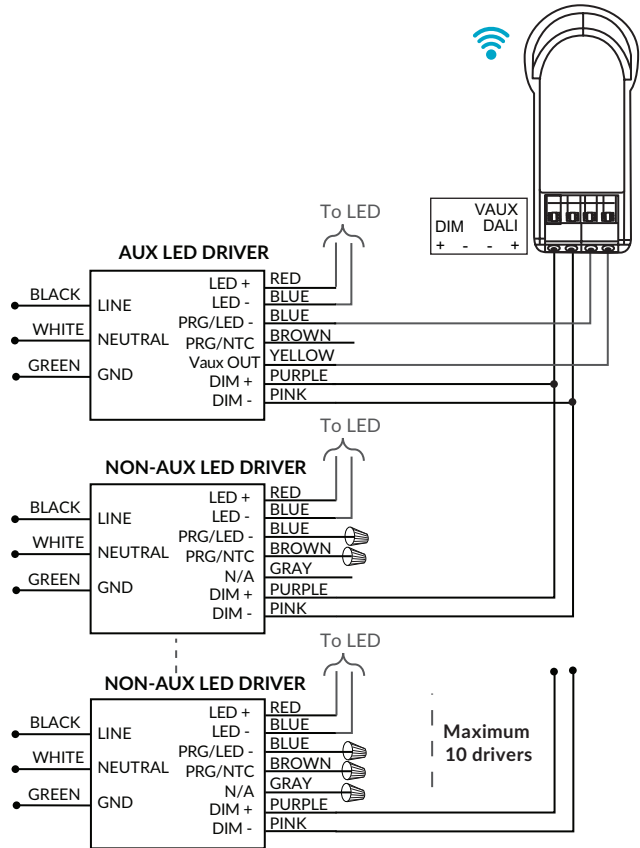 VAUX
DIM DALI
+ - - +
To LED
AUX LED DRIVER
BLACK LINE LED + RED
LED - BLUE
WHITE NEUTRAL PRG/LED - BLUE
PRG/NTC BROWN
GREEN GND Vaux OUT YELLOW
DIM + PURPLE
DIM - PINK
To LED
NON-AUX LED DRIVER
BLACK LINE LED + RED
LED - BLUE
WHITE NEUTRAL PRG/LED - BLUE
PRG/NTC BROWN
GREEN GND N/A GRAY
DIM + PURPLE
DIM - PINK
To LED
NON-AUX LED DRIVER
BLACK LINE LED + RED
LED - BLUE
WHITE NEUTRAL PRG/LED - BLUE
PRG/NTC BROWN
GREEN GND N/A GRAY
DIM + PURPLE
DIM - PINK
Maximum
10 drivers